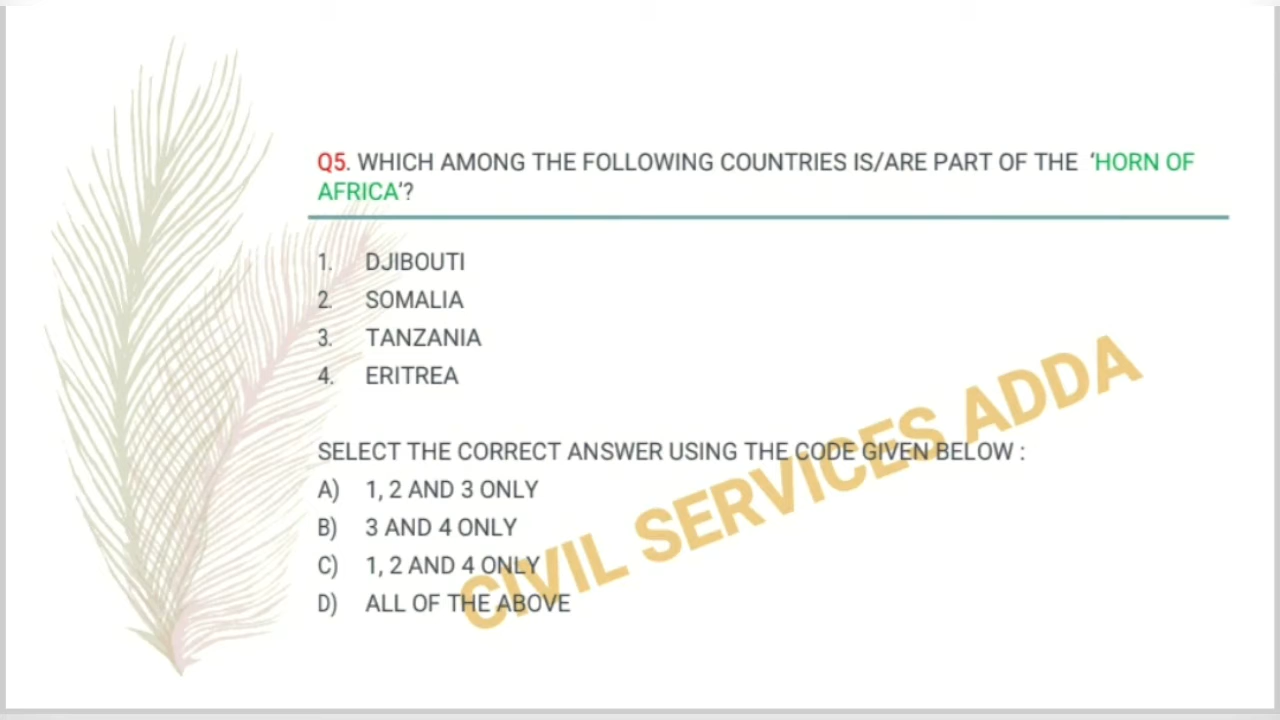 Q5. WHICH AMONG THE FOLLOWING COUNTRIES IS/ARE PART OF THE ‘HORN OF
AFRICA’?
1. DJIBOUTI
2. SOMALIA
3. TANZANIA
4. ERITREA
SELECT THE CORRECT ANSWER USING THE CODE GIVEN BELOW :
A) 1, 2 AND 3 ONLY
B) 3 AND 4 ONLY
C) 1, 2 AND 4 ONLY
D) ALL OF THE ABOVE
CIVIL SERVICES ADDA